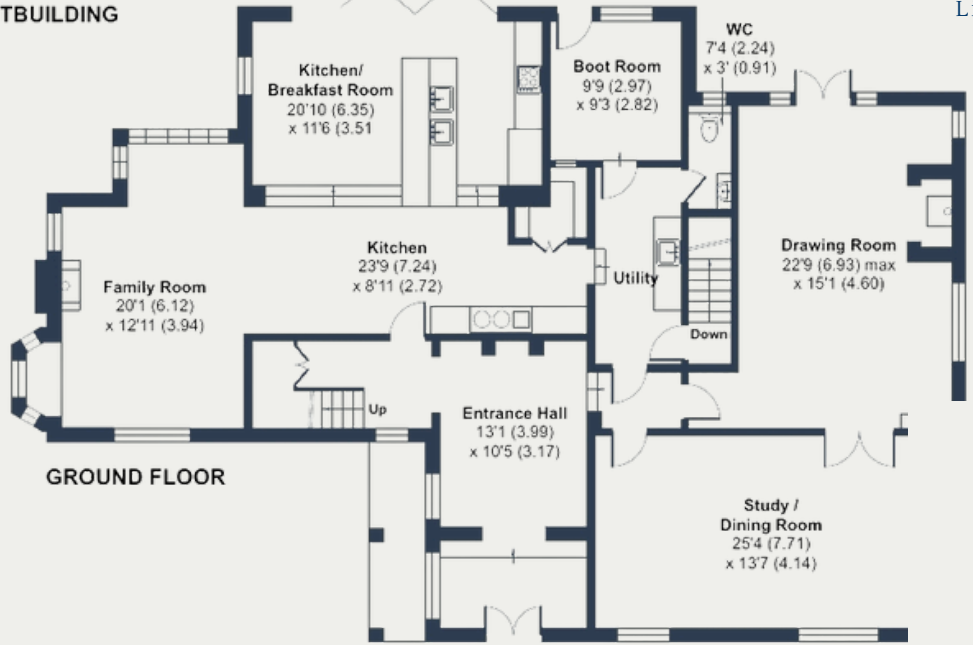 TBUILDING
L
WC
7'4 (2.24)
x 3' (0.91)
Kitchen/
Breakfast Room
20'10 (6.35)
x 11'6 (3.51
Boot Room
9'9 (2.97)
x 9'3 (2.82)
Kitchen
23'9 (7.24)
x 8'11 (2.72)
Drawing Room
22'9 (6.93) max
x 15'1 (4.60)
Utility
Family Room
20'1 (6.12)
x 12'11 (3.94)
Down
Up
Entrance Hall
13'1 (3.99)
x 10'5 (3.17)
GROUND FLOOR
Study /
Dining Room
25'4 (7.71)
x 13'7 (4.14)